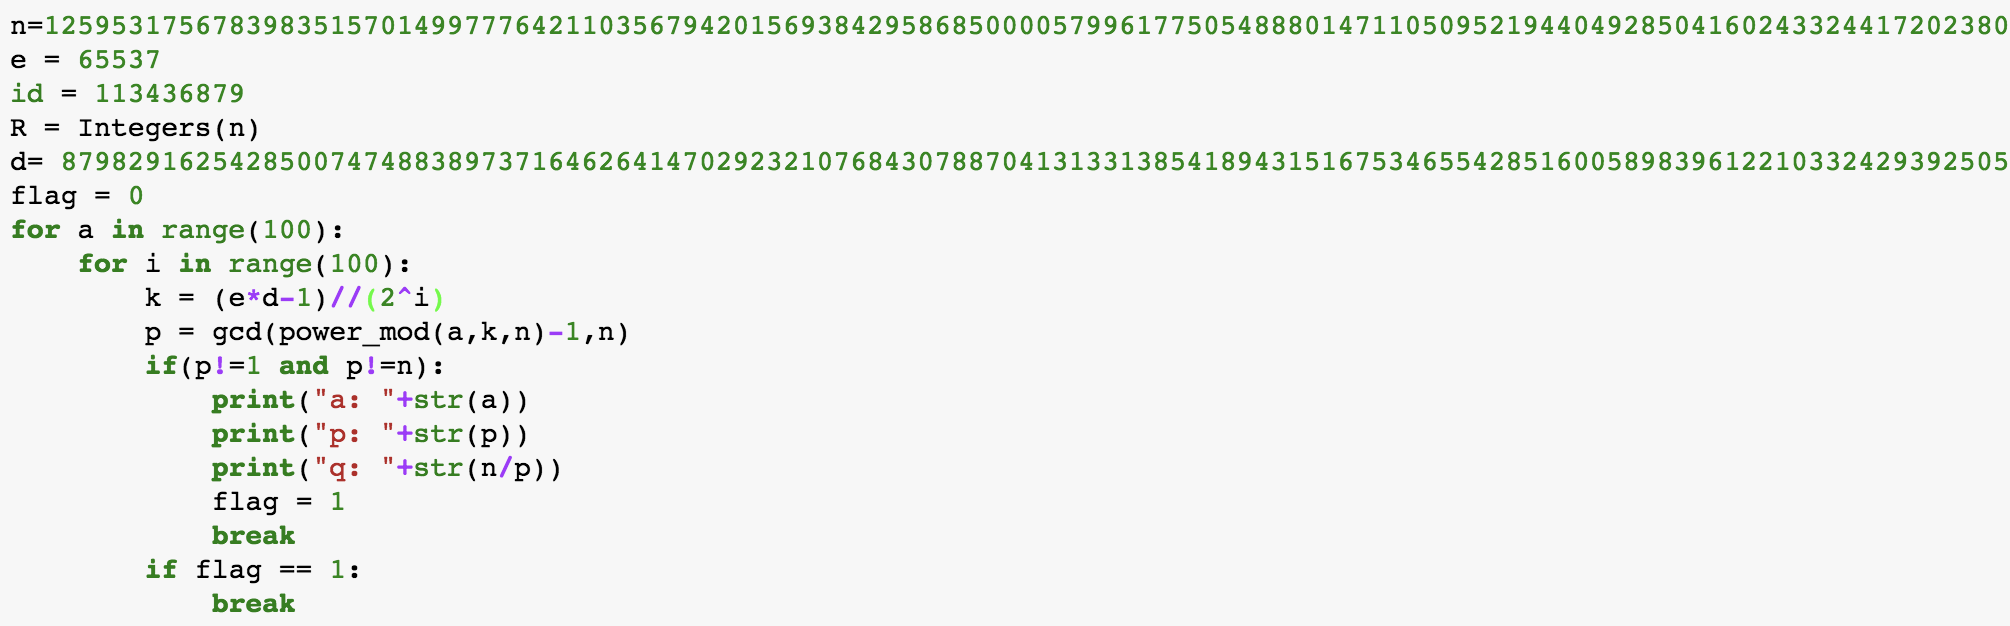 n=125953175678398351570149977764211035679420156938429586850000579961775054888014711050952194404928504160243324417202380
e = 65537
id = 113436879
R = Integers(n)
d= 87982916254285007474883897371646264147029232107684307887041313313854189431516753465542851600589839612210332429392505
flag = 0
for a in range(100):
    for i in range(100):
        k = (e*d-1)//(2^i)
        p = gcd(power_mod(a,k,n)-1,n)
        if(p!=1 and p!=n):
            print("a: "+str(a))
            print("p: "+str(p))
            print("q: "+str(n/p))
            flag = 1
            break
        if flag == 1:
            break